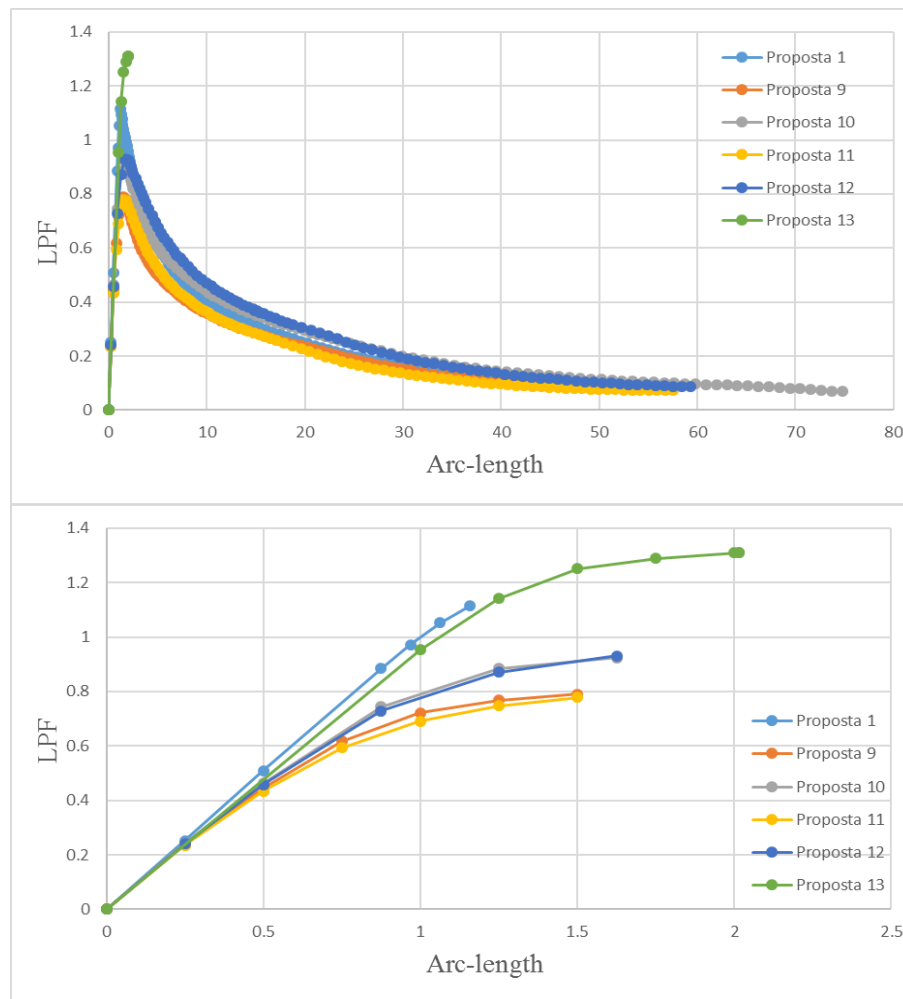 1.4
1.2
1
0.8
0.6
0.4
0.2
0
LPF
Proposta 1
Proposta 9
Proposta 10
Proposta 11
Proposta 12
Proposta 13
0 10 20 30 40 50 60 70 80
Arc-length
1.4
1.2
1
0.8
0.6
0.4
0.2
0
LPF
Proposta 1
Proposta 9
Proposta 10
Proposta 11
Proposta 12
Proposta 13
0 0.5 1 1.5 2 2.5
Arc-length